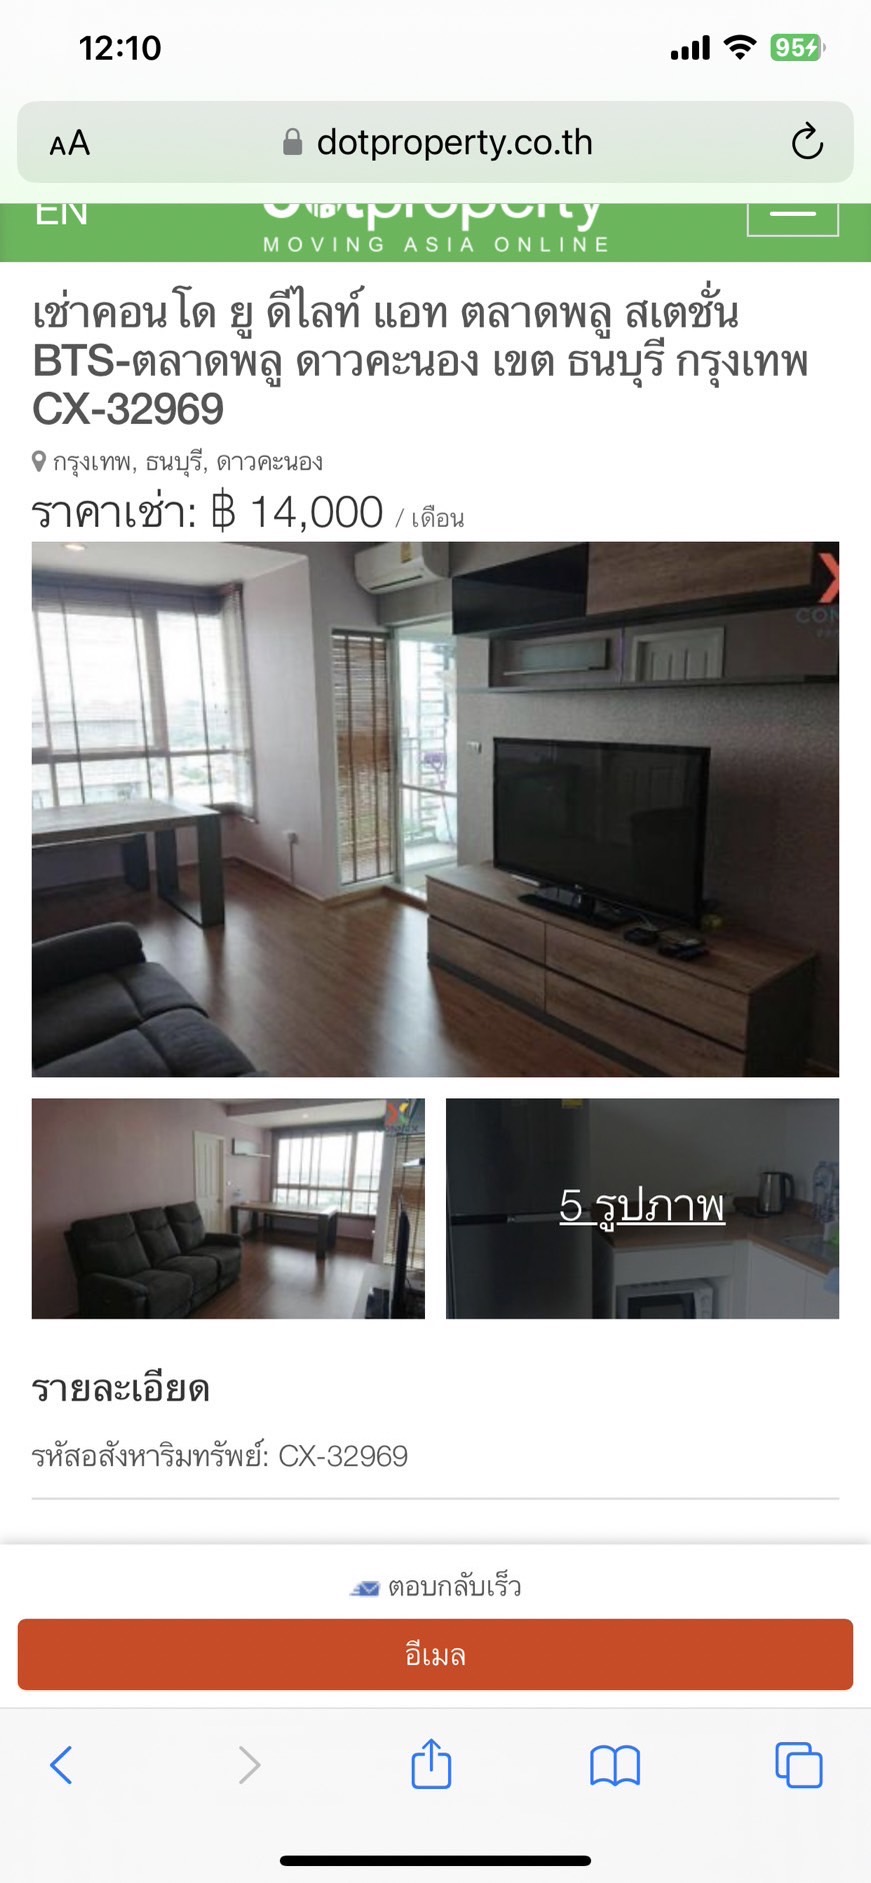 12:10
95
AA
dotproperty.co.th
EN
dotproperty
MOVING ASIA ONLINE
เช่าคอนโด ยู ดีไลท์ แอท ตลาดพลู สเตชั่น
BTS-ตลาดพลู ดาวคะนอง เขต ธนบุรี กรุงเทพ
CX-32969
กรุงเทพ, ธนบุรี, ดาวคะนอง
ราคาเช่า: ฿ 14,000 / เดือน
5 รูปภาพ
รายละเอียด
รหัสอสังหาริมทรัพย์: CX-32969
ตอบกลับเร็ว
อีเมล